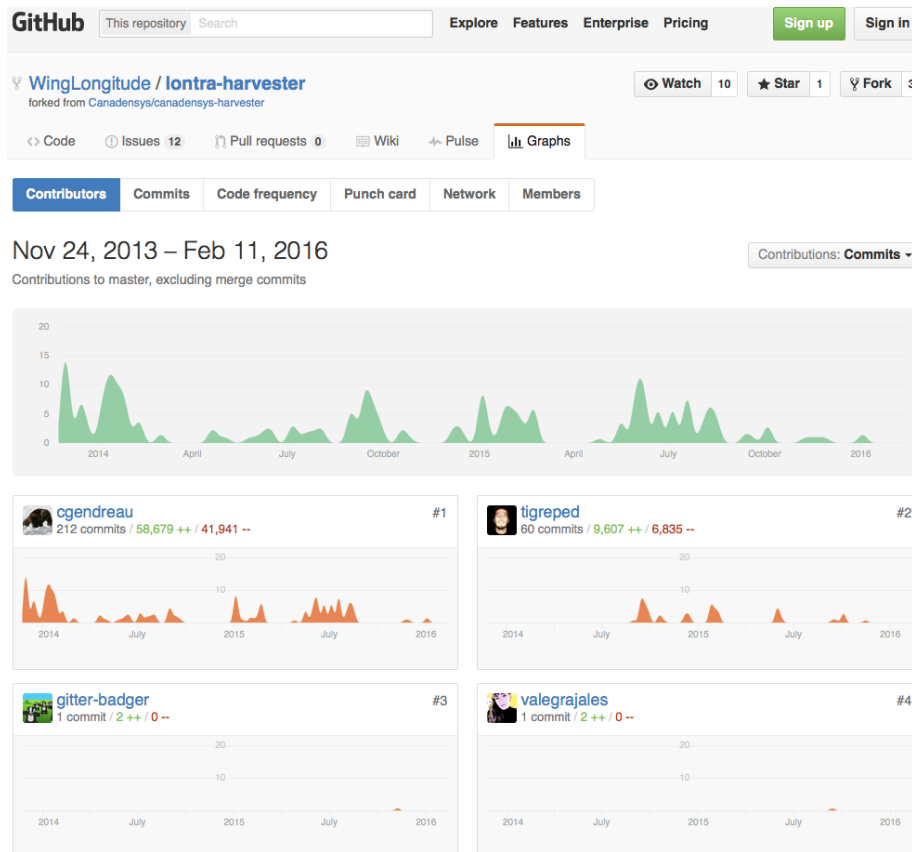 GitHub This repository Search Explore Features Enterprise Pricing Sign up Sign in
WingLongitude / lontra-harvester Watch 10 Star 1 Fork 3
forked from Canadensys/canadensys-harvester
Code Issues 12 Pull requests 0 Wiki Pulse Graphs
Contributors Commits Code frequency Punch card Network Members
Nov 24, 2013 – Feb 11, 2016
Contributions: Commits
Contributions to master, excluding merge commits
20
15
10
5
0
2014 April July October 2015 April July October 2016
cgendreau #1
212 commits / 58,679 ++ / 41,941 --
20
10
2014 July 2015 July 2016
tigreped #2
60 commits / 9,607 ++ / 6,835 --
20
10
2014 July 2015 July 2016
gitter-badger #3
1 commit / 2 ++ / 0 --
20
10
2014 July 2015 July 2016
valegrajales #4
1 commit / 2 ++ / 0 --
20
10
2014 July 2015 July 2016